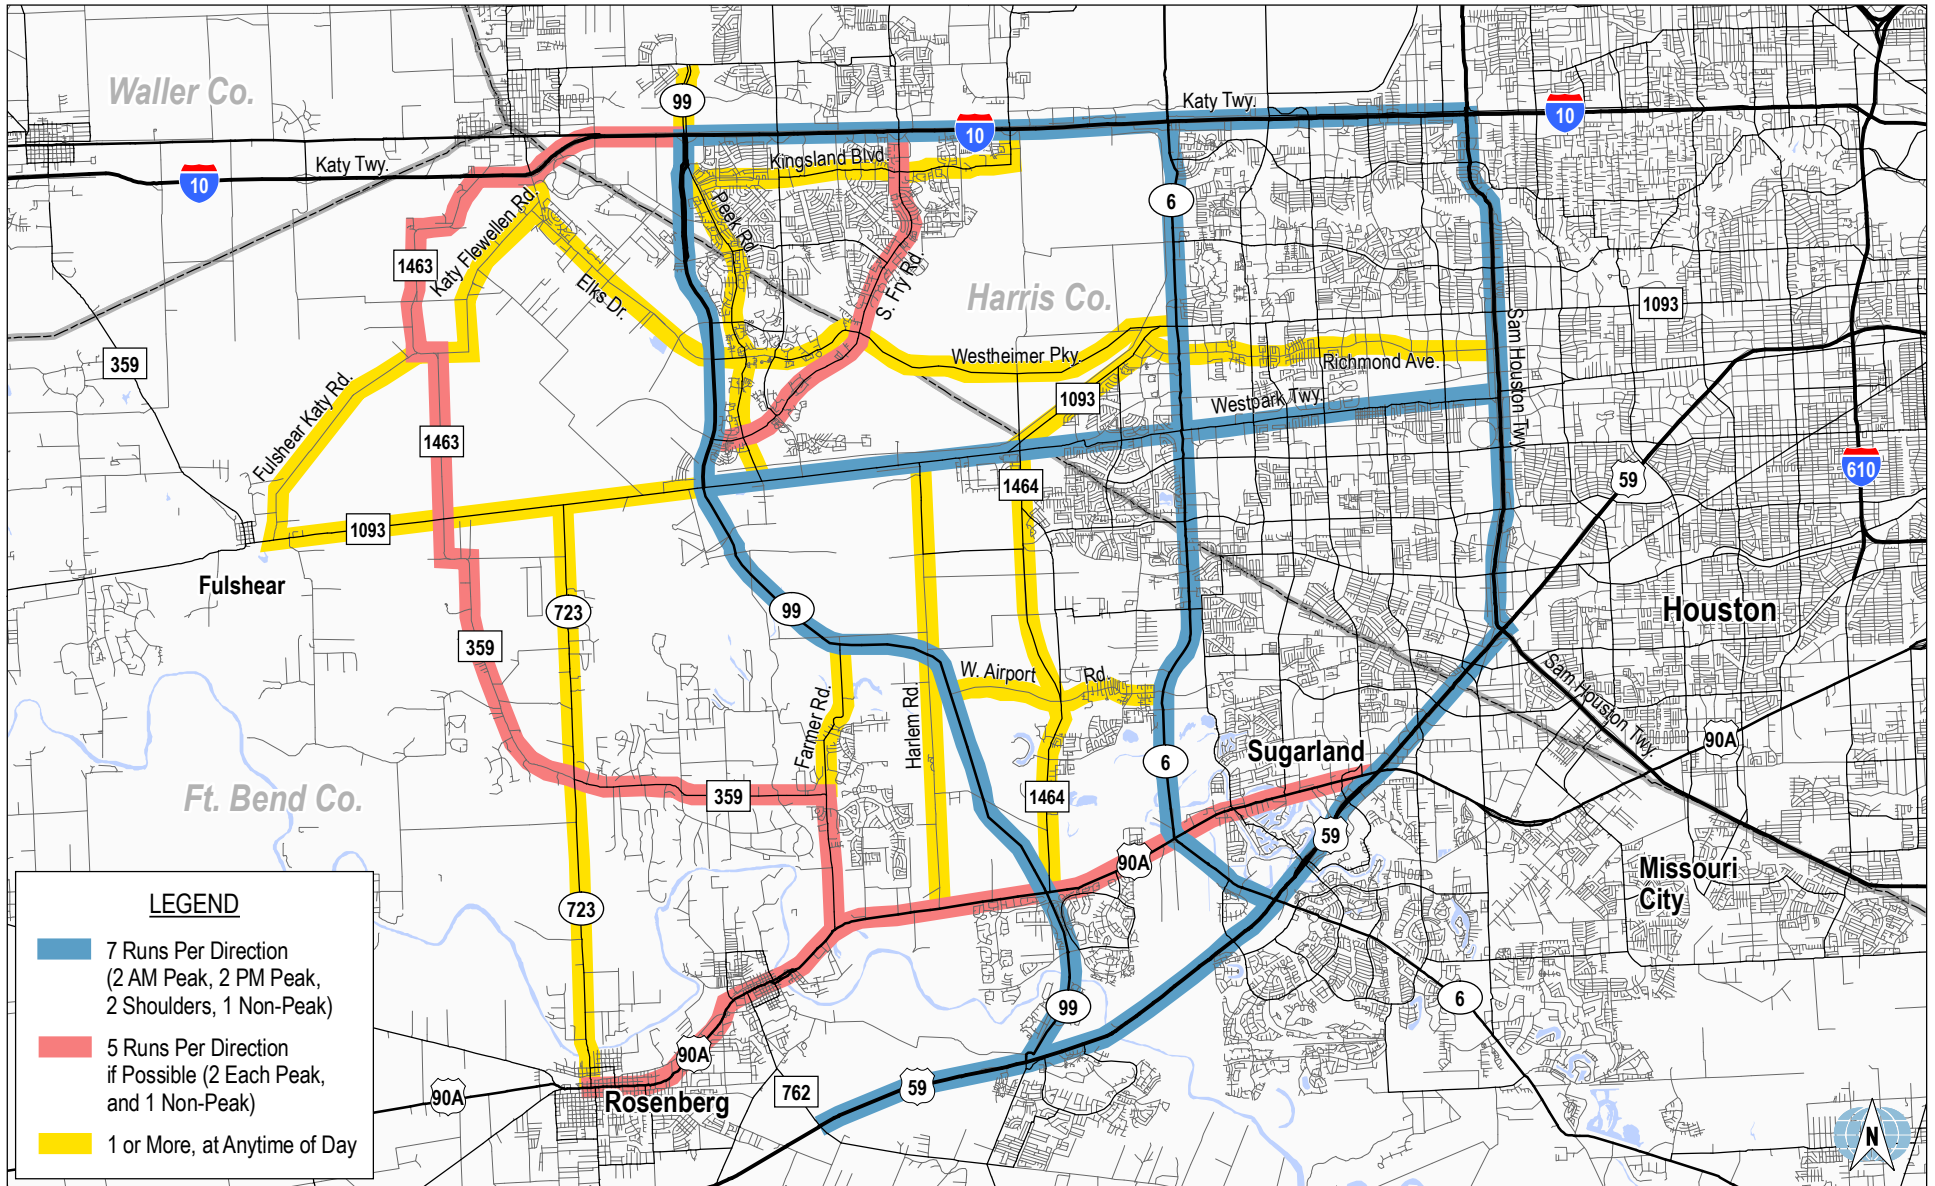 Waller Co.
99
Katy Twy.
10
10
Katy Twy.
10
Kingsland Blvd.
Peek Rd.
6
Katy Flewellen Rd.
1463
Elks Dr.
S. Fry Rd.
Harris Co.
1093
Sam Houston Twy.
359
Westheimer Pky.
Richmond Ave.
1093
Westpark Twy.
Fulshear Katy Rd.
1463
1464
59
610
1093
Fulshear
723
99
Houston
359
W. Airport Rd.
Sam Houston Twy.
Farmer Rd.
Harlem Rd.
90A
Sugarland
6
Ft. Bend Co.
359
1464
59
90A
Missouri
City
723
6
99
90A
90A
59
762
Rosenberg
LEGEND
7 Runs Per Direction
(2 AM Peak, 2 PM Peak,
2 Shoulders, 1 Non-Peak)
5 Runs Per Direction
if Possible (2 Each Peak,
and 1 Non-Peak)
1 or More, at Anytime of Day
N